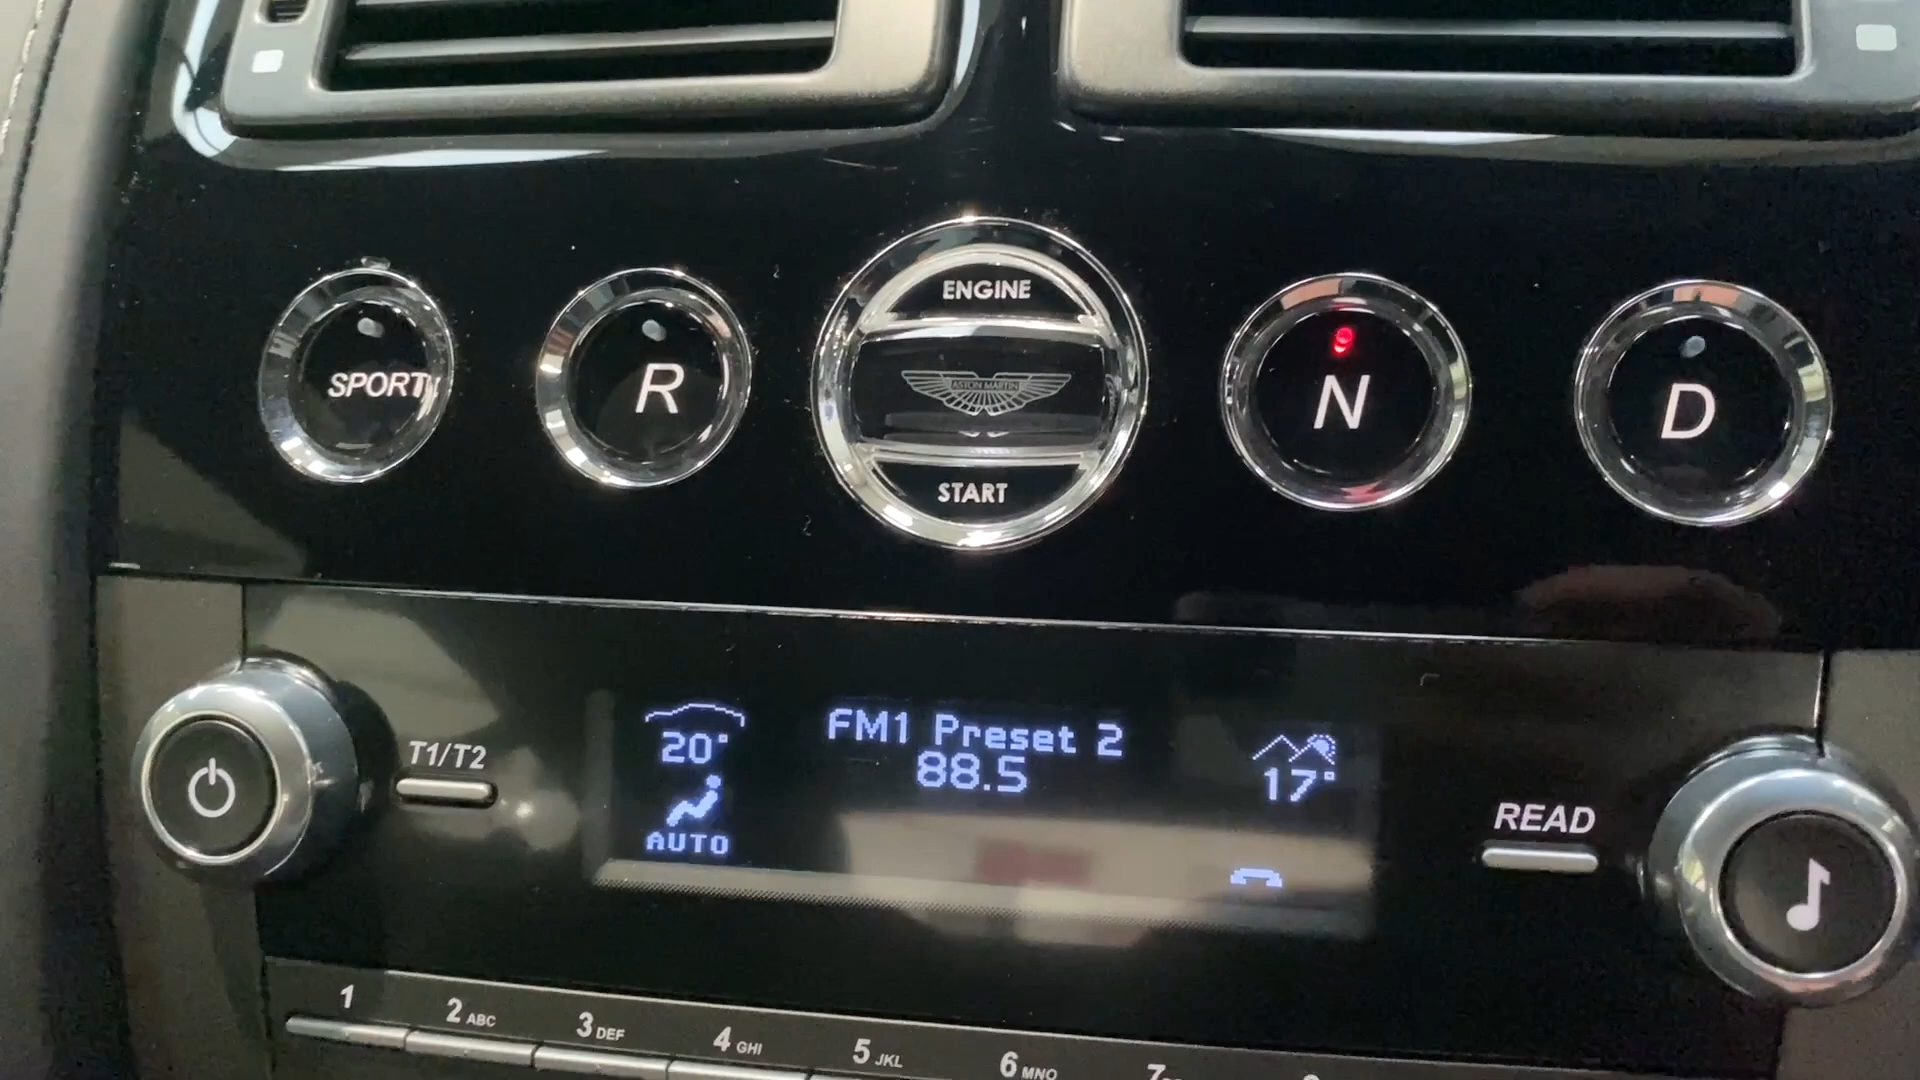 ENGINE
SPORT
R
ASTON MARTIN
N
D
START
20°
FM1 Preset 2
88.5
17°
T1/T2
AUTO
READ
1
2 ABC
3 DEF
4 GHI
5 JKL
6 MNO
7